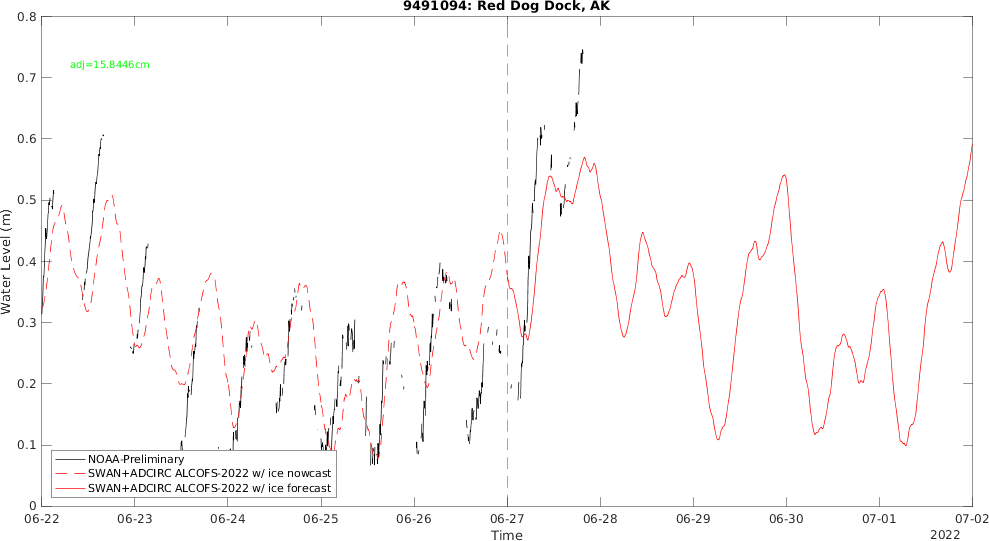 9491094: Red Dog Dock, AK
adj=15.8446cm
Water Level (m)
0.8
0.7
0.6
0.5
0.4
0.3
0.2
0.1
0
NOAA-Preliminary
SWAN+ADCIRC ALCOFS-2022 w/ ice nowcast
SWAN+ADCIRC ALCOFS-2022 w/ ice forecast
06-22 06-23 06-24 06-25 06-26 06-27 06-28 06-29 06-30 07-01 07-02
Time
2022